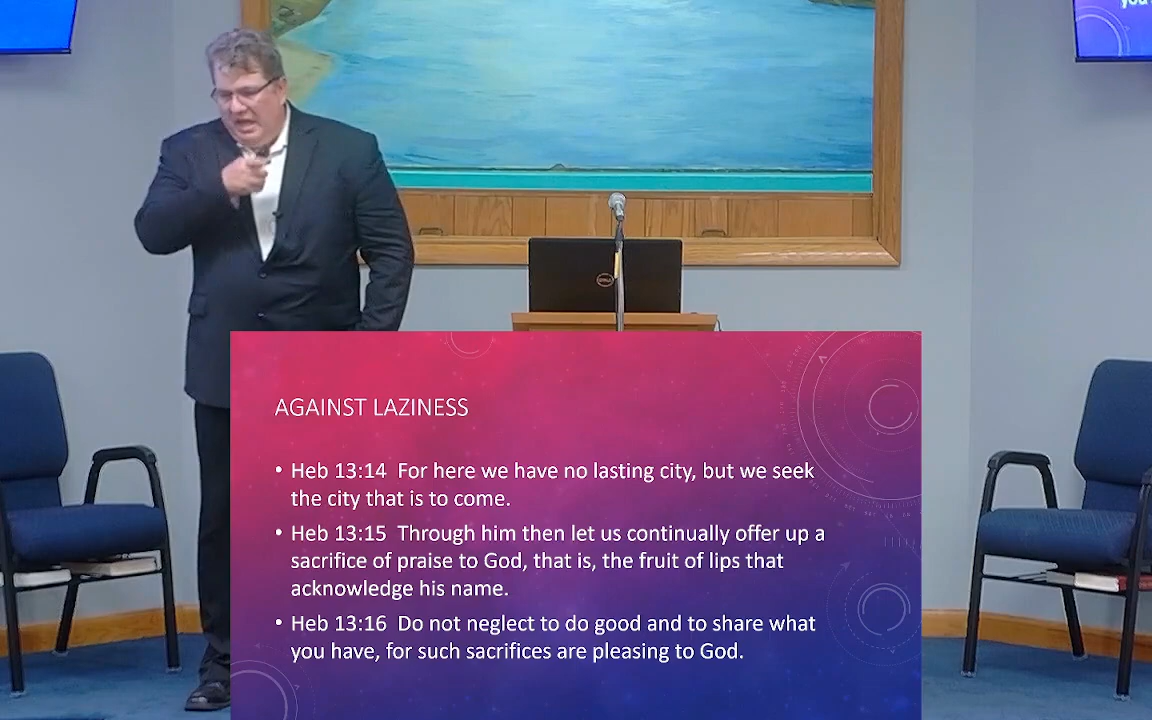 you
AGAINST LAZINESS
• Heb 13:14 For here we have no lasting city, but we seek
the city that is to come.
• Heb 13:15 Through him then let us continually offer up a
sacrifice of praise to God, that is, the fruit of lips that
acknowledge his name.
• Heb 13:16 Do not neglect to do good and to share what
you have, for such sacrifices are pleasing to God.